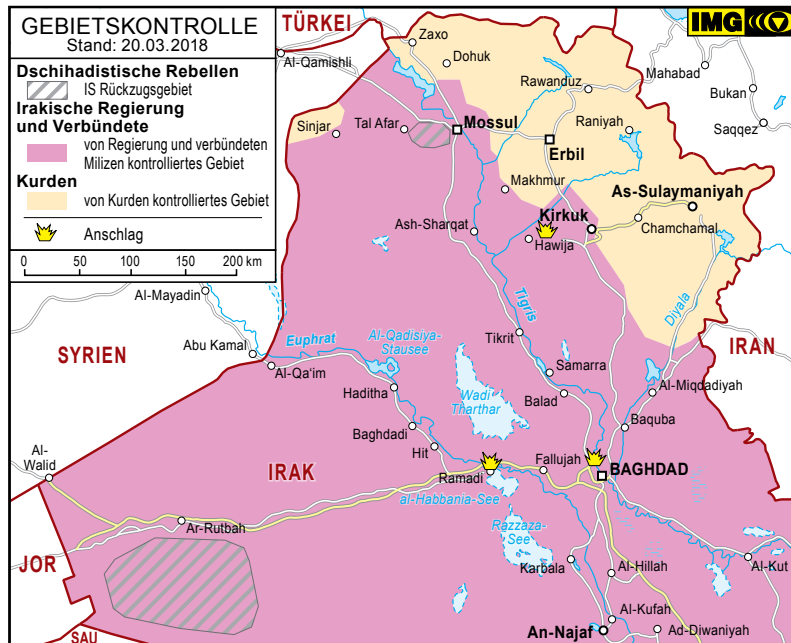 GEBIETSKONTROLLE
Stand: 20.03.2018
Dschihadistische Rebellen
IS Rückzugsgebiet
Irakische Regierung
und Verbündete
von Regierung und verbündeten
Milizen kontrolliertes Gebiet
Kurden
von Kurden kontrolliertes Gebiet
Anschlag
0 50 100 150 200 km
IMG
TÜRKEI
Zaxo
Dohuk
Al-Qamishli
Rawanduz
Mahabad
Bukan
Saqqez
Sinjar
Tal Afar
Mossul
Erbil
Raniyah
Makhmur
As-Sulaymaniyah
Kirkuk
Chamchamal
Ash-Sharqat
Hawija
Al-Mayadin
Tigris
Diyala
Abu Kamal
Euphrat
Al-Qadisiya-
Stausee
Tikrit
SYRIEN
IRAN
Al-Qa'im
Samarra
Haditha
Wadi
Tharthar
Balad
Al-Miqdadiyah
Baghdadi
Baquba
Al-
Walid
Hit
IRAK
Ramadi
Fallujah
BAGHDAD
al-Habbania-See
Ar-Rutbah
Razzaza-
See
JOR
Karbala
Al-Hillah
Al-Kut
Al-Kufah
SAU
An-Najaf
Ad-Diwaniyah